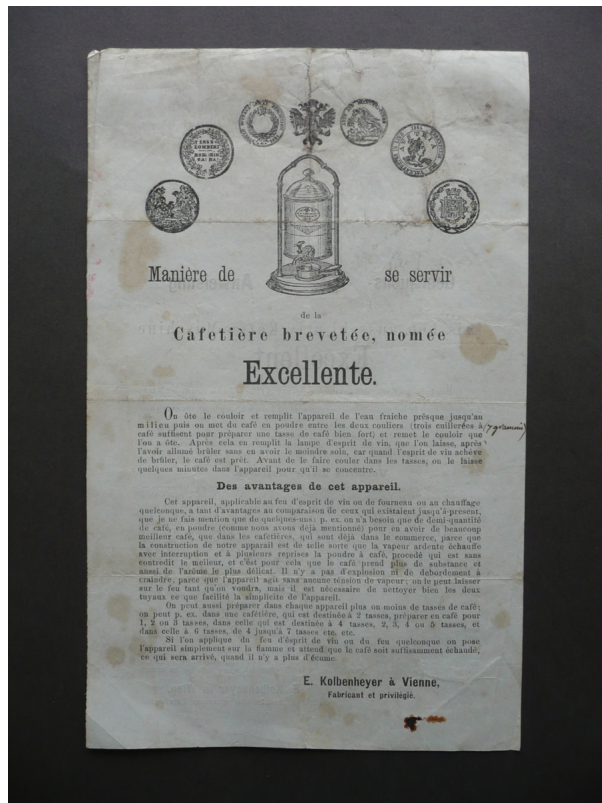 Manière de se servir
de la
Cafetière brevetée, nomée
Excellente.
On ôte le couloir et remplit l'appareil de l'eau fraiche présque jusqu'au
milieu puis on met du café en poudre entre les deux couliers (trois cuillerées à
café suffisent pour préparer une tasse de café bien fort) et remet le couloir que
l'on a ôte. Après cela en remplit la lampe d'esprit de vin, que l'on laisse, après
l'avoir allumé brûler sans en avoir le moindre soin, car quand l'esprit de vin achève
de brûler, le café est prêt. Avant de le faire couler dans les tasses, on le laisse
quelques minutes dans l'appareil pour qu'il se concentre.
Des avantages de cet appareil.
Cet appareil, applicable au feu d'esprit de vin ou de fourneau ou au chauffage
quelconque, a tant d'avantages au comparaison de ceux qui existaient jusqu'à-présent,
que je ne fais mention que de quelques-uns: p. ex. on n'a besoin que de demi-quantité
de café, en poudre (comme nous avons déjà mentionné) pour en avoir de beaucoup
meilleur café, que dans les cafetières, qui sont déjà dans le commerce, parce que
la construction de notre appareil est de telle sorte que la vapeur ardente échauffe
avec interruption et à plusieurs reprises la poudre à café, procédé qui est sans
contredit le meileur, et c'est pour cela que le café prend plus de substance et
aussi de l'arôme le plus délicat. Il n'y a pas d'explosion ni de débordement à
craindre, parce que l'appareil agit sans aucune tension de vapeur; on le peut laisser
sur le feu tant qu'on voudra, mais il est nécessaire de nettoyer bien les deux
tuyaux ce que facilité la simplicité de l'appareil.
On peut aussi préparer dans chaque appareil plus ou moins de tassés de café;
on peut p. ex. dans une cafétière, qui est destinée à 2 tasses, préparer en café pour
1, 2 ou 3 tasses, dans celle qui est destinée à 4 tasses, 2, 3, 4 ou 5 tasses, et
dans celle à 6 tasses, de 4 jusqu'à 7 tasses etc. etc.
Si l'on applique du feu d'ésprit de vin ou du feu quelconque on pose
l'appareil simplement sur la flamme et attend que le café soit suffisamment échaudé,
ce qui sera arrivé, quand il n'y a plus d'écume.
E. Kolbenheyer à Vienne,
Fabricant et privilégié.